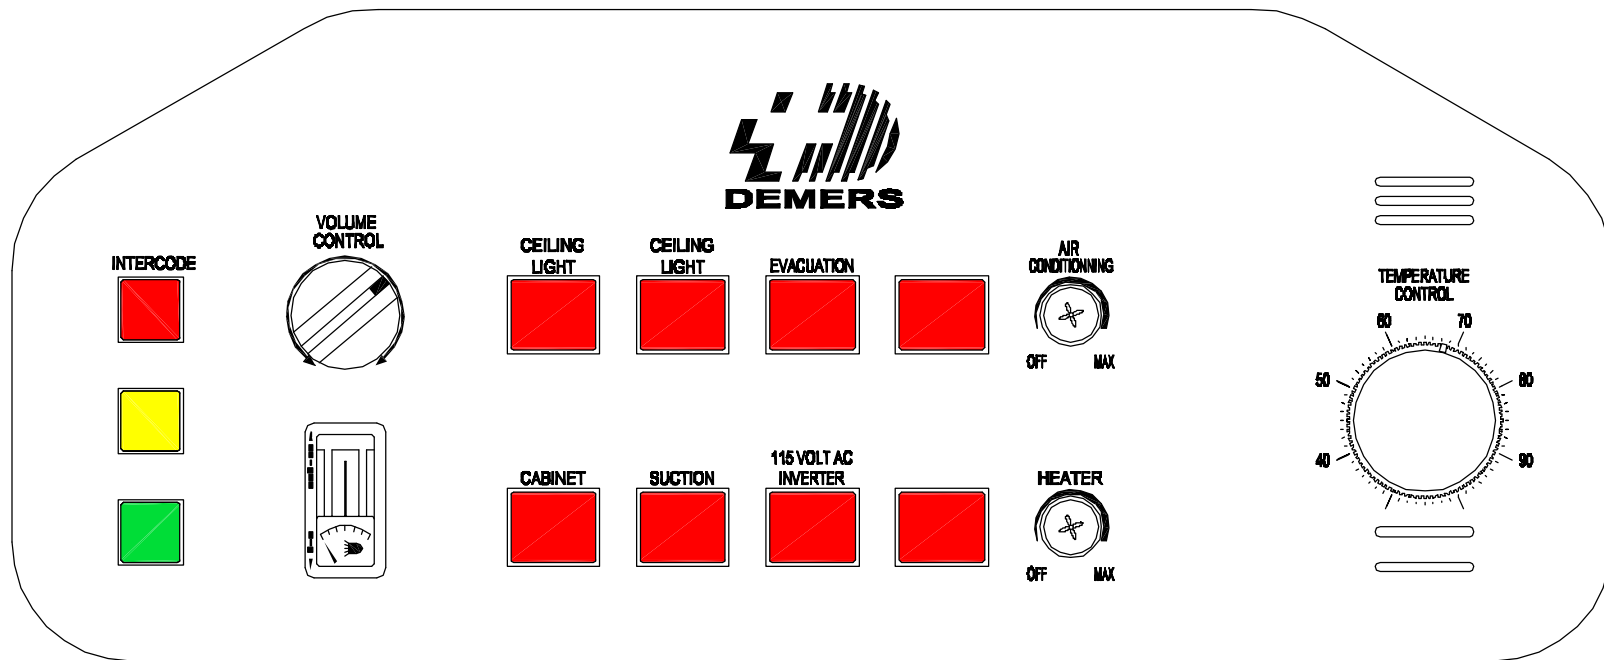 DEMERS
VOLUME
CONTROL
INTERCODE
CEILING
LIGHT
CEILING
LIGHT
EVACUATION
AIR
CONDITIONNING
OFF MAX
TEMPERATURE
CONTROL
60 70
50 80
40 90
CABINET
SUCTION
115 VOLT AC
INVERTER
HEATER
OFF MAX